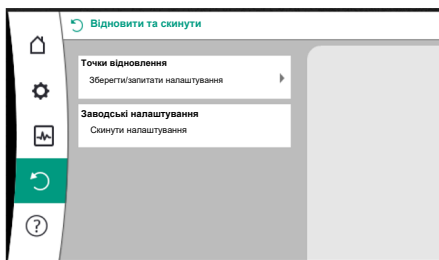 Відновити та скинути
Точки відновлення
Зберегти/запитати налаштування
Заводські налаштування
Скинути налаштування
?